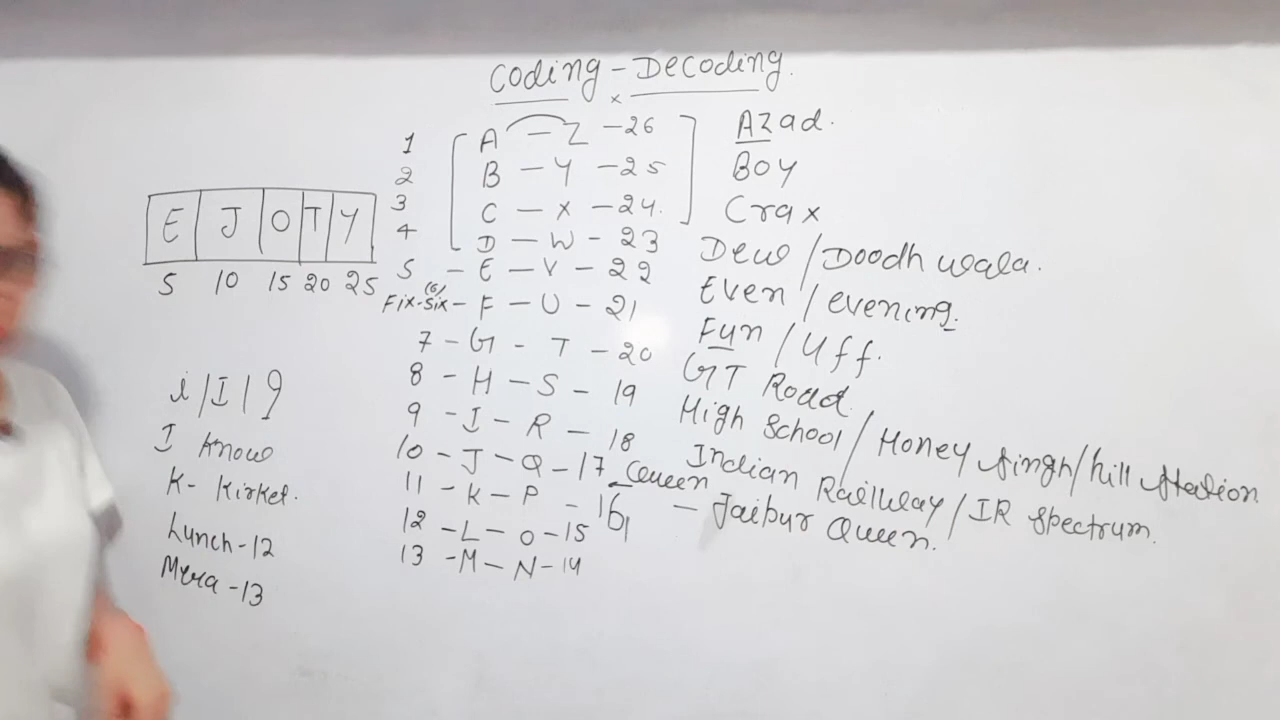 Coding - Decoding.
x
1 A - Z - 26 Azad.
2 B - Y - 25 Boy
3 C - X - 24. Crax
4 D - W - 23 Dew / Doodh wala.
5 - E - V - 22 Even / evening.
(6)
Fix-Six - F - U - 21 Fun / Uff.
7 - G - T - 20 GT Road.
8 - H - S - 19 High School / Honey Singh / hill station
9 - I - R - 18 Indian Railway / IR Spectrum.
10 - J - Q - 17 Queen - Jaipur Queen.
11 - K - P - 16
12 - L - O - 15
13 - M - N - 14
E J O T Y
5 10 15 20 25
i / I / 9
I know
K - Kirket.
Lunch - 12
Mera - 13